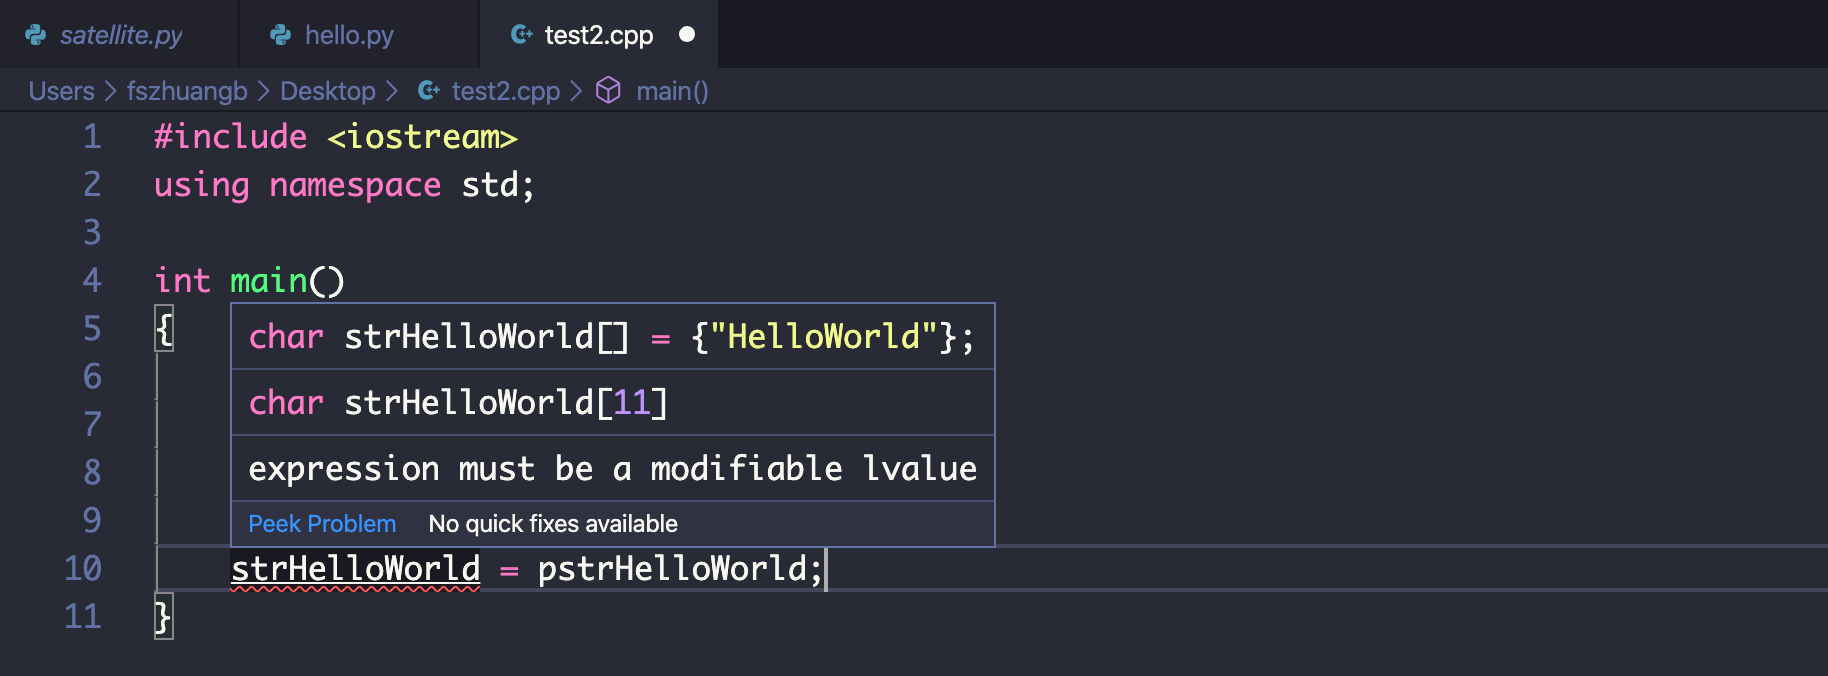 satellite.py hello.py test2.cpp
Users > fszhuangb > Desktop > test2.cpp > main()
1 #include <iostream>
2 using namespace std;
3
4 int main()
5 {
char strHelloWorld[] = {"HelloWorld"};
6
char strHelloWorld[11]
7
8
expression must be a modifiable lvalue
9
Peek Problem No quick fixes available
10 strHelloWorld = pstrHelloWorld;
11 }